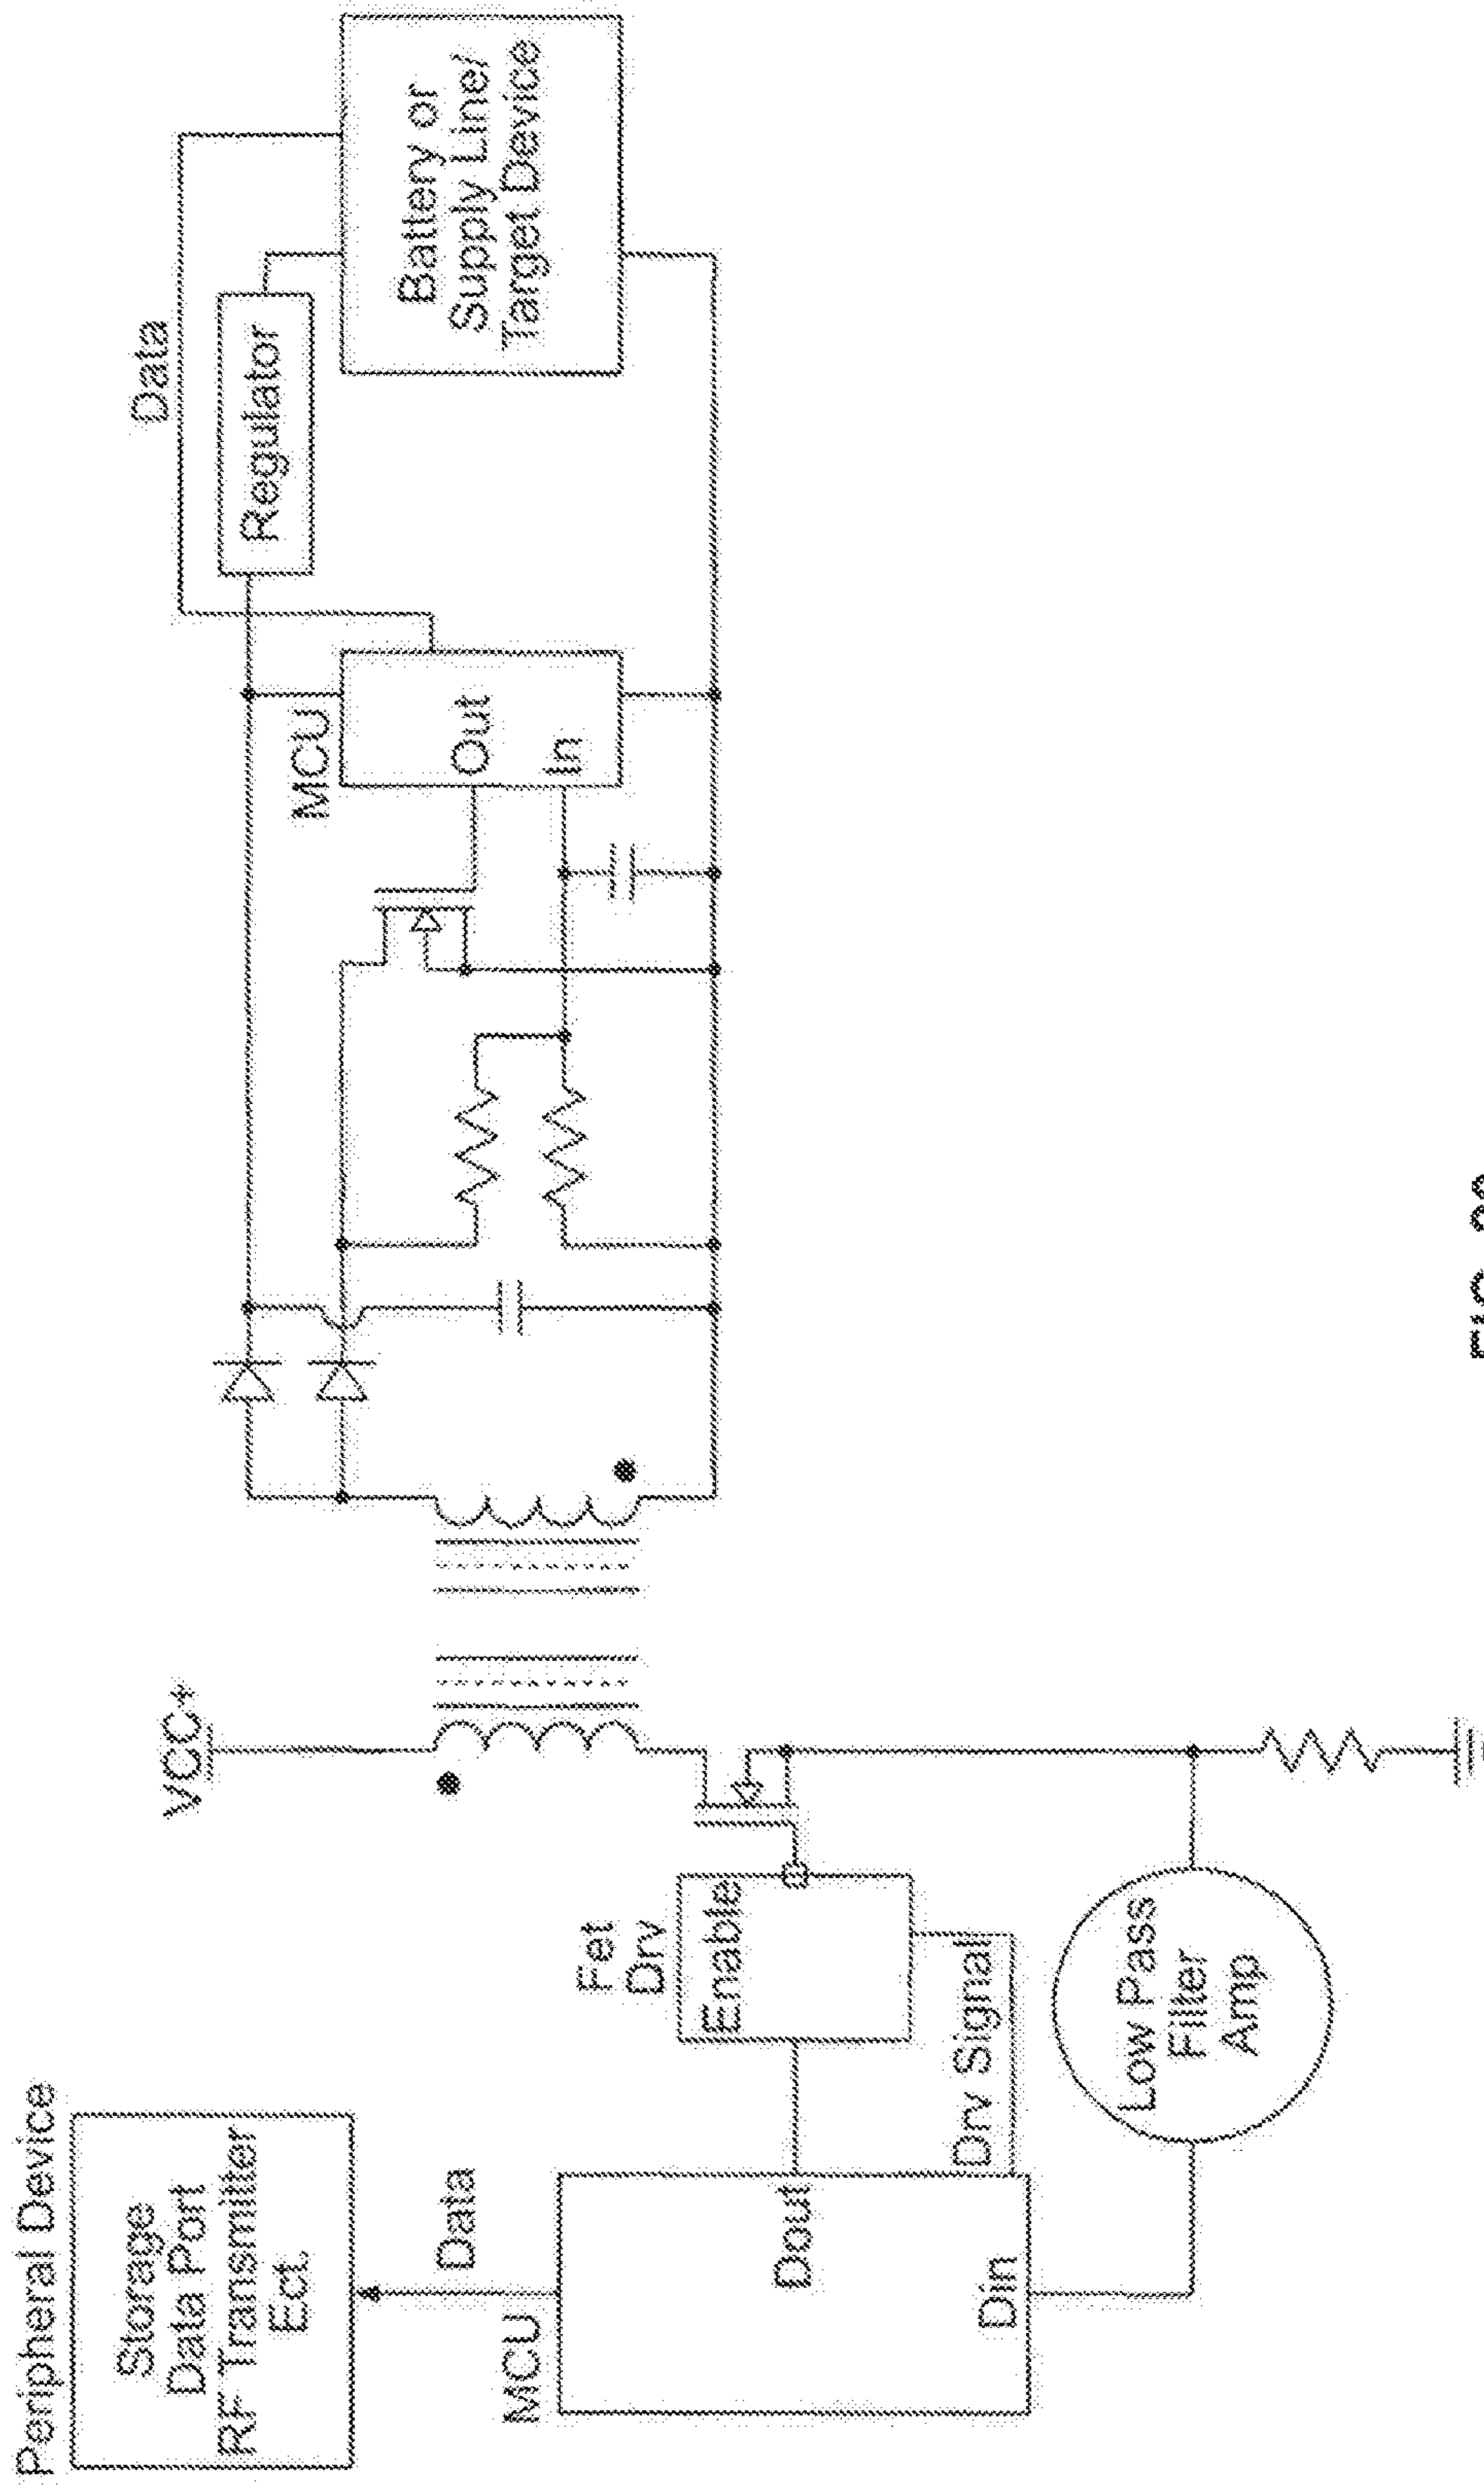 Peripheral Device
Storage
Data Port
RF Transmitter
Ect.
Data
MCU
Dout
Din
Fet
Drv
Enable
Drv Signal
Low Pass
Filter
Amp
VCC+
MCU
Out
In
Data
Regulator
Battery or
Supply Line/
Target Device